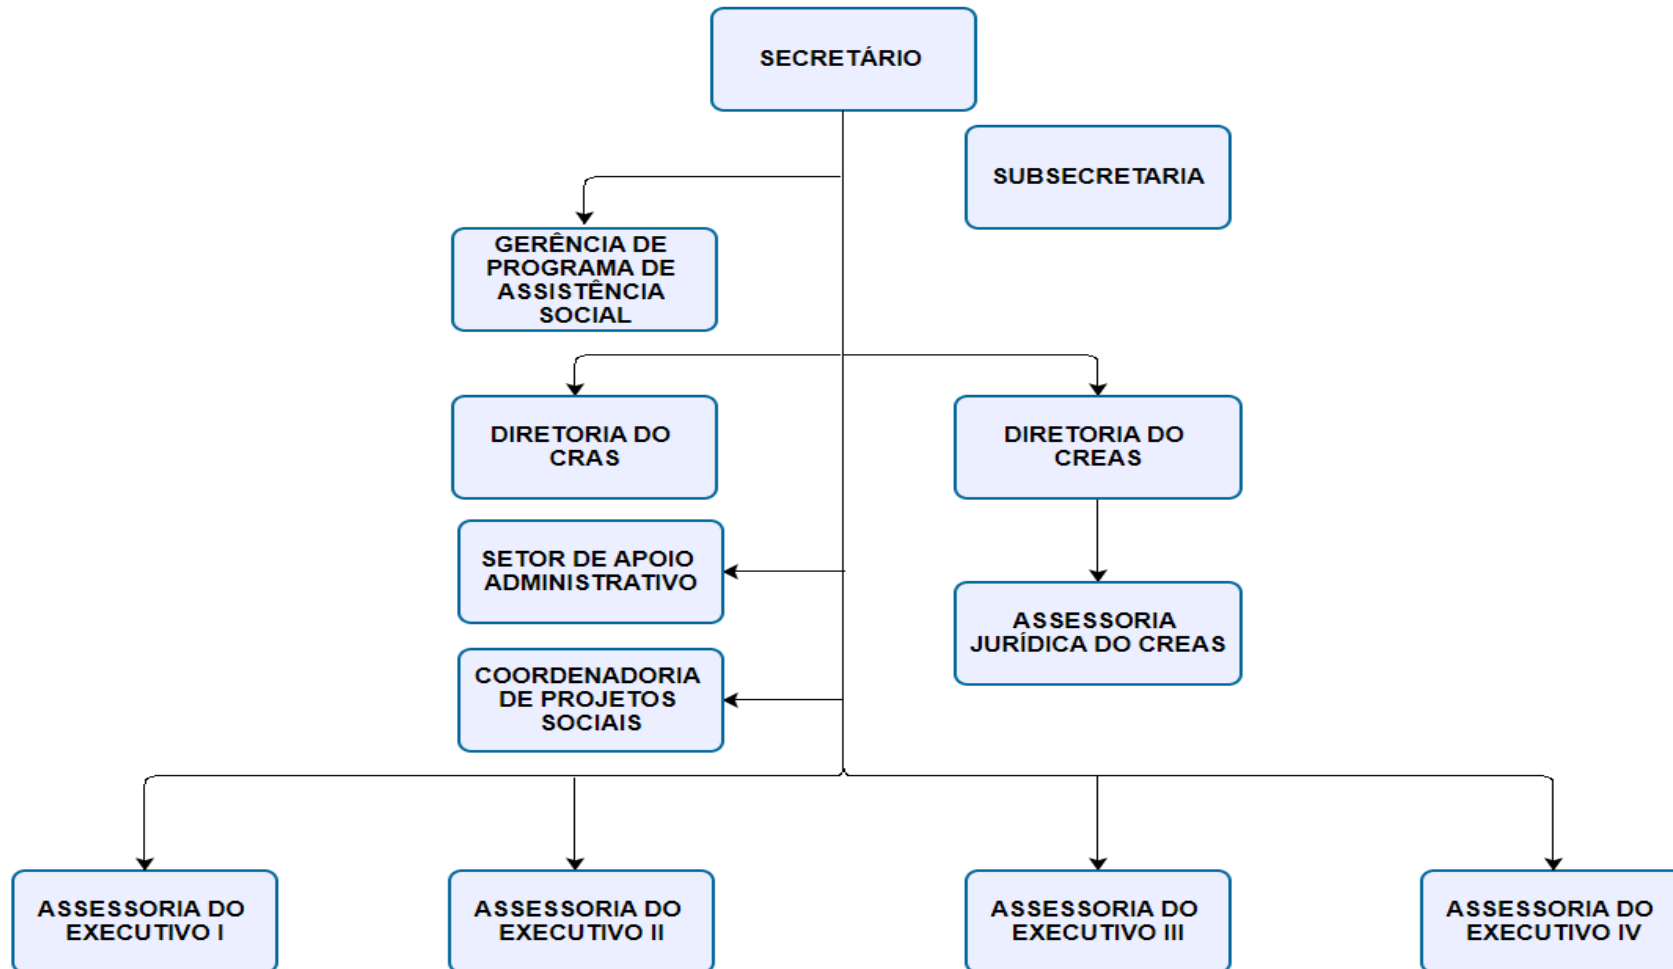 SECRETÁRIO
SUBSECRETARIA
GERÊNCIA DE
PROGRAMA DE
ASSISTÊNCIA
SOCIAL
DIRETORIA DO
CRAS
DIRETORIA DO
CREAS
SETOR DE APOIO
ADMINISTRATIVO
ASSESSORIA
JURÍDICA DO CREAS
COORDENADORIA
DE PROJETOS
SOCIAIS
ASSESSORIA DO
EXECUTIVO I
ASSESSORIA DO
EXECUTIVO II
ASSESSORIA DO
EXECUTIVO III
ASSESSORIA DO
EXECUTIVO IV